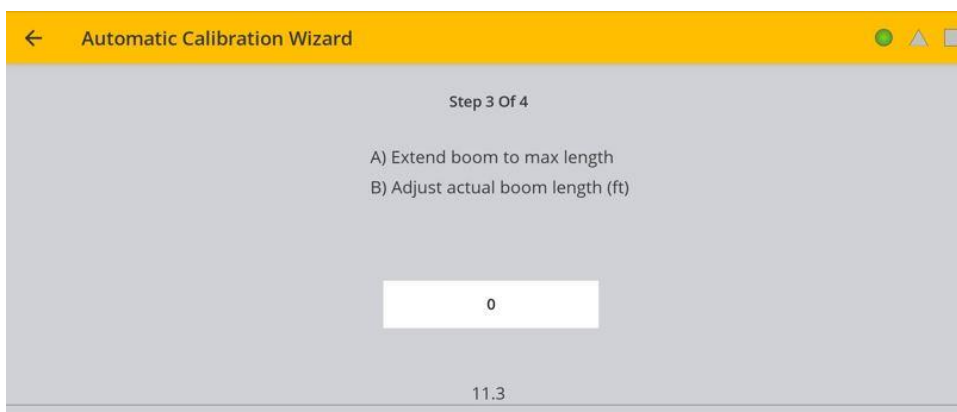 Automatic Calibration Wizard
Step 3 Of 4
A) Extend boom to max length
B) Adjust actual boom length (ft)
0
11.3